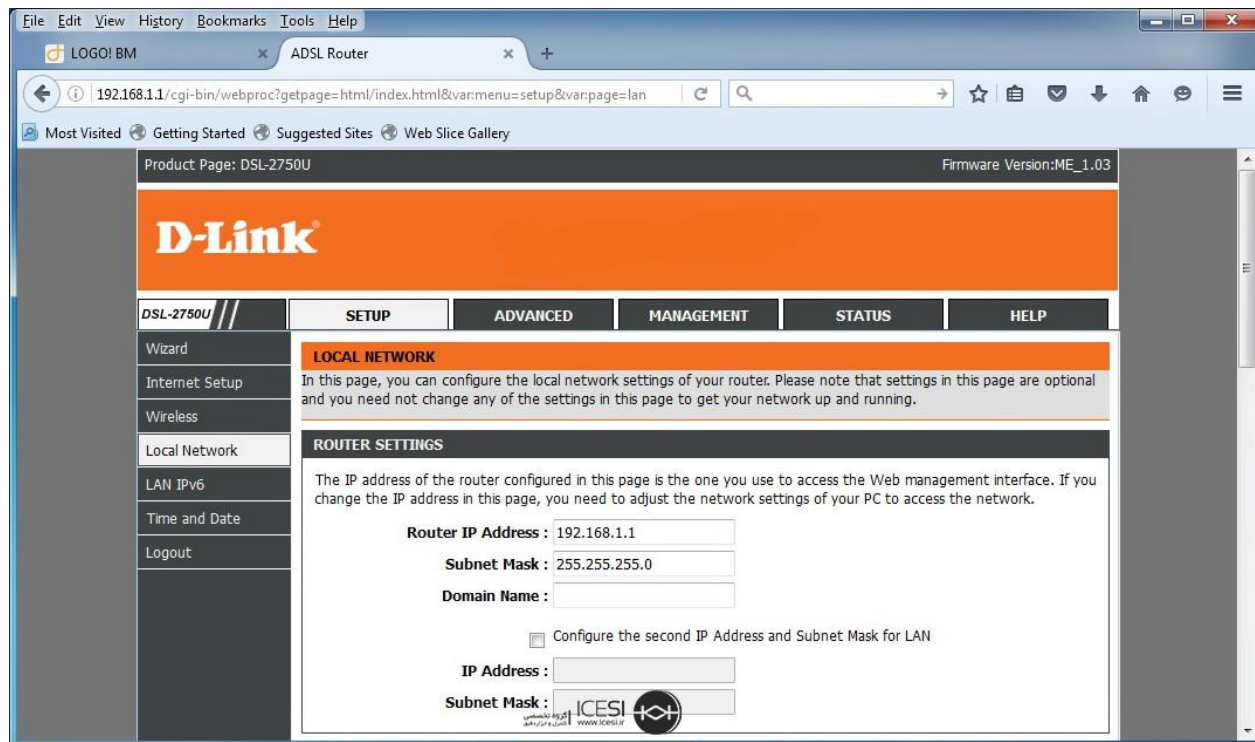 File Edit View History Bookmarks Tools Help
LOGO! BM
ADSL Router
192.168.1.1/cgi-bin/webproc?getpage=html/index.html&var:menu=setup&var:page=lan
Most Visited Getting Started Suggested Sites Web Slice Gallery
Product Page: DSL-2750U Firmware Version:ME_1.03
D-Link
DSL-2750U SETUP ADVANCED MANAGEMENT STATUS HELP
Wizard
Internet Setup
Wireless
Local Network
LAN IPv6
Time and Date
Logout
LOCAL NETWORK
In this page, you can configure the local network settings of your router. Please note that settings in this page are optional
and you need not change any of the settings in this page to get your network up and running.
ROUTER SETTINGS
The IP address of the router configured in this page is the one you use to access the Web management interface. If you
change the IP address in this page, you need to adjust the network settings of your PC to access the network.
Router IP Address : 192.168.1.1
Subnet Mask : 255.255.255.0
Domain Name :
Configure the second IP Address and Subnet Mask for LAN
IP Address :
Subnet Mask :
گروه تخصصی
کنترل و ابزار دقیق
ICESI
www.icesi.ir